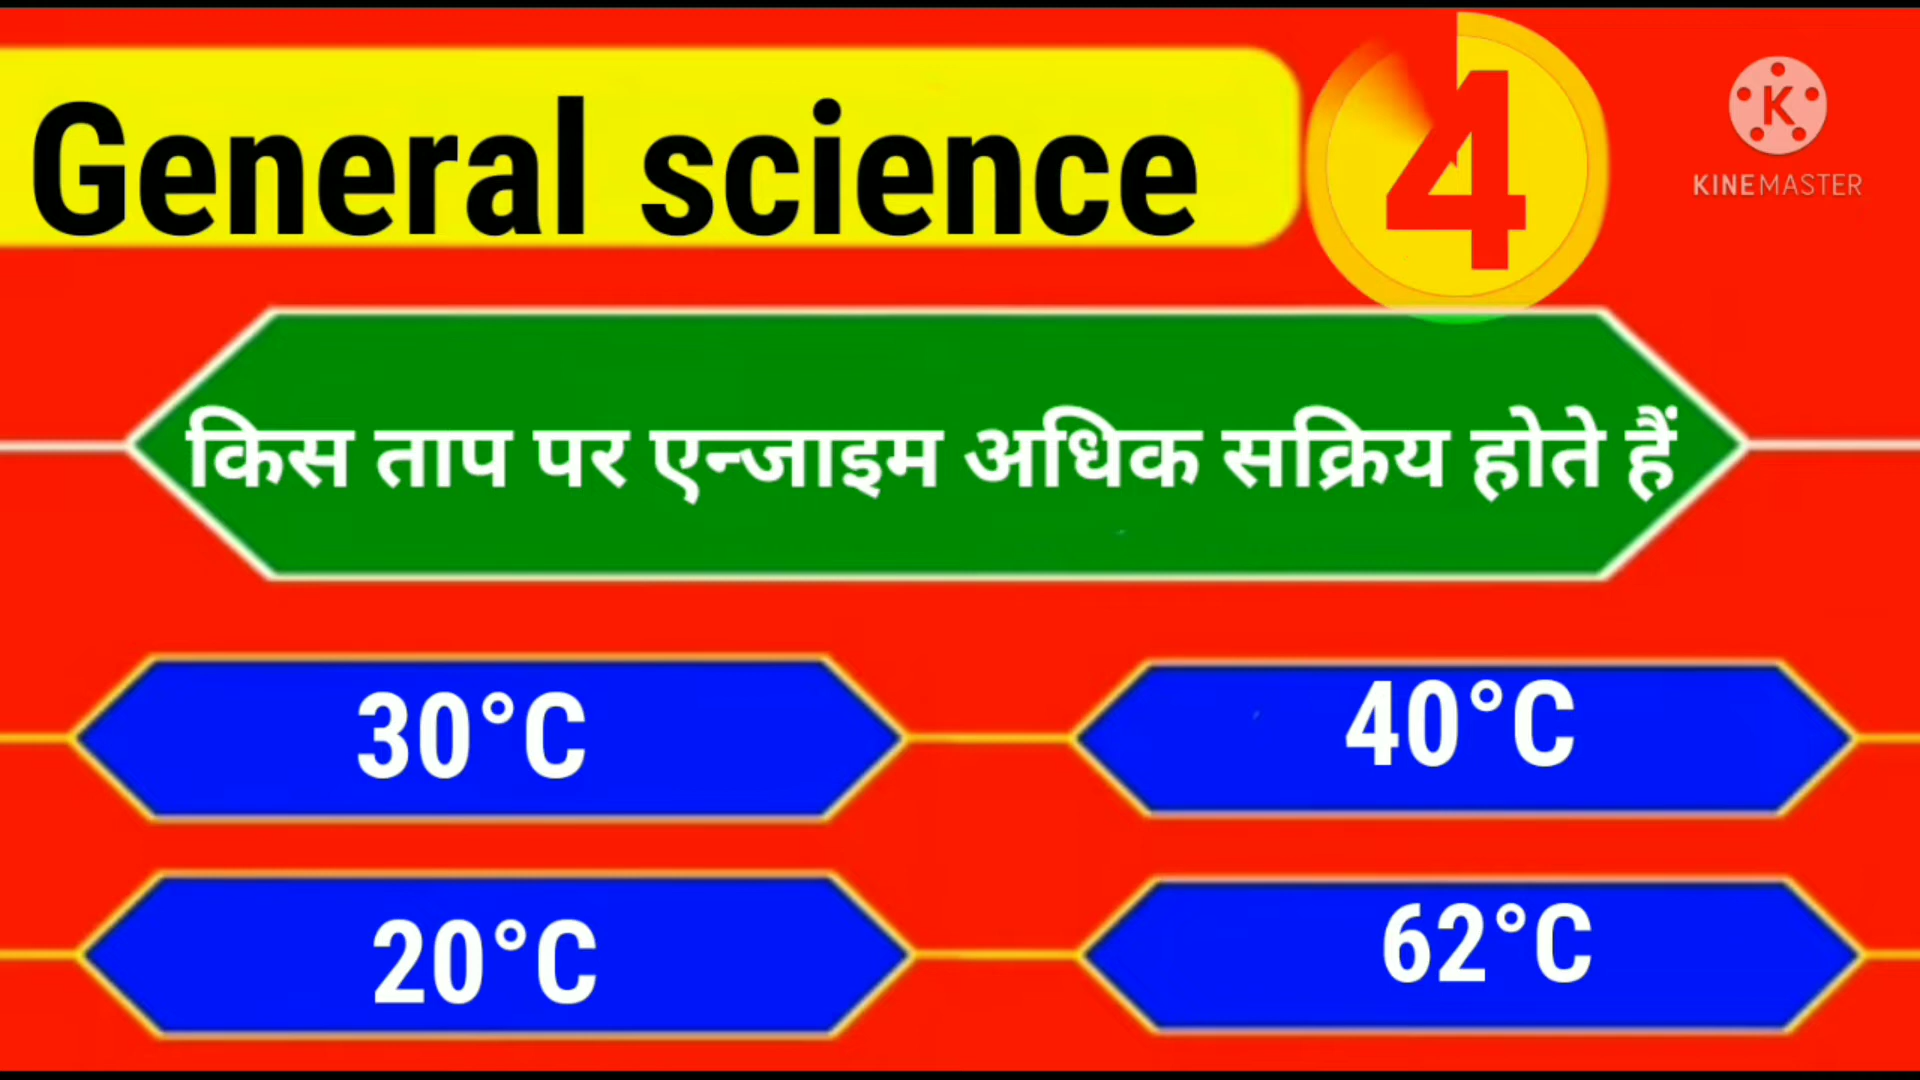 General science
4
KINEMASTER
किस ताप पर एन्जाइम अधिक सक्रिय होते हैं
30°C
40°C
20°C
62°C